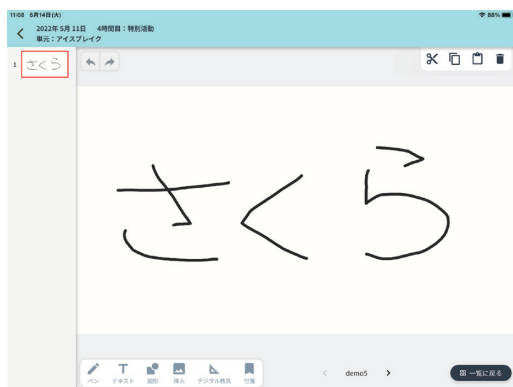 11:08 6月14日(火)
88%
2022年 5月 11日 4時間目：特別活動
単元：アイスブレイク
1 さくら
さくら
ペン テキスト 図形 挿入 デジタル教具 付箋
demo5
一覧に戻る